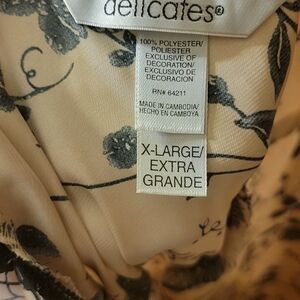 delicates®
100% POLYESTER/
POLIESTER
EXCLUSIVE OF
DECORATION/
EXCLUSIVO DE
DECORACION
RN# 64211
MADE IN CAMBODIA/
HECHO EN CAMBOYA
X-LARGE/
EXTRA
GRANDE